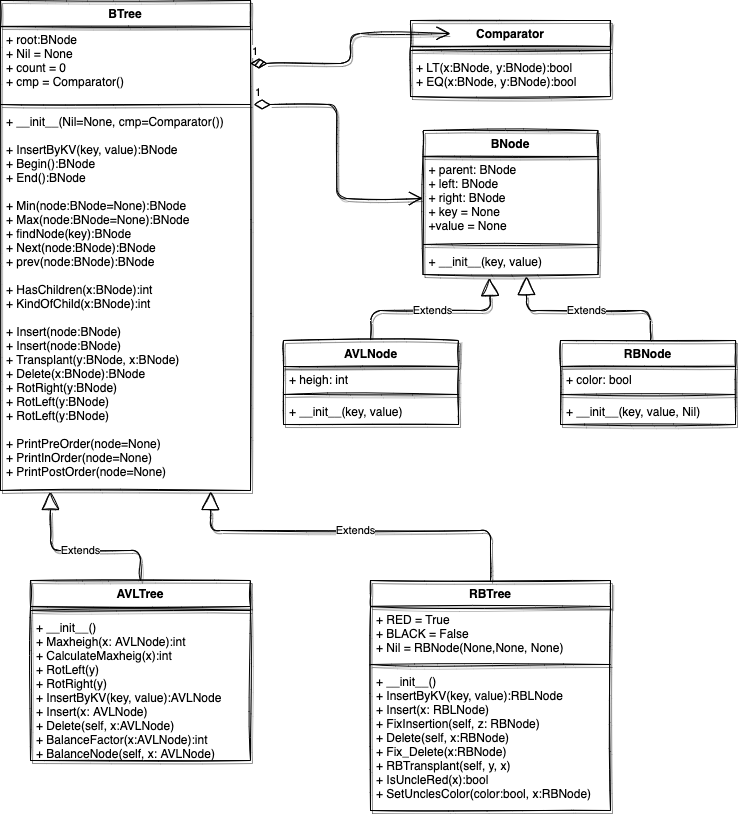 BTree
+ root:BNode
+ Nil = None
+ count = 0
+ cmp = Comparator()
+ __init__(Nil=None, cmp=Comparator())
+ InsertByKV(key, value):BNode
+ Begin():BNode
+ End():BNode
+ Min(node:BNode=None):BNode
+ Max(node:BNode=None):BNode
+ findNode(key):BNode
+ Next(node:BNode):BNode
+ prev(node:BNode):BNode
+ HasChildren(x:BNode):int
+ KindOfChild(x:BNode):int
+ Insert(node:BNode)
+ Insert(node:BNode)
+ Transplant(y:BNode, x:BNode)
+ Delete(x:BNode):BNode
+ RotRight(y:BNode)
+ RotLeft(y:BNode)
+ RotLeft(y:BNode)
+ PrintPreOrder(node=None)
+ PrintInOrder(node=None)
+ PrintPostOrder(node=None)
1
1
Comparator
+ LT(x:BNode, y:BNode):bool
+ EQ(x:BNode, y:BNode):bool
BNode
+ parent: BNode
+ left: BNode
+ right: BNode
+ key = None
+value = None
+ __init__(key, value)
Extends
Extends
AVLNode
+ heigh: int
+ __init__(key, value)
RBNode
+ color: bool
+ __init__(key, value, Nil)
Extends
Extends
AVLTree
+ __init__()
+ Maxheigh(x: AVLNode):int
+ CalculateMaxheig(x):int
+ RotLeft(y)
+ RotRight(y)
+ InsertByKV(key, value):AVLNode
+ Insert(x: AVLNode)
+ Delete(self, x:AVLNode)
+ BalanceFactor(x:AVLNode):int
+ BalanceNode(self, x: AVLNode)
RBTree
+ RED = True
+ BLACK = False
+ Nil = RBNode(None,None, None)
+ __init__()
+ InsertByKV(key, value):RBLNode
+ Insert(x: RBLNode)
+ FixInsertion(self, z: RBNode)
+ Delete(self, x:RBNode)
+ Fix_Delete(x:RBNode)
+ RBTransplant(self, y, x)
+ IsUncleRed(x):bool
+ SetUnclesColor(color:bool, x:RBNode)